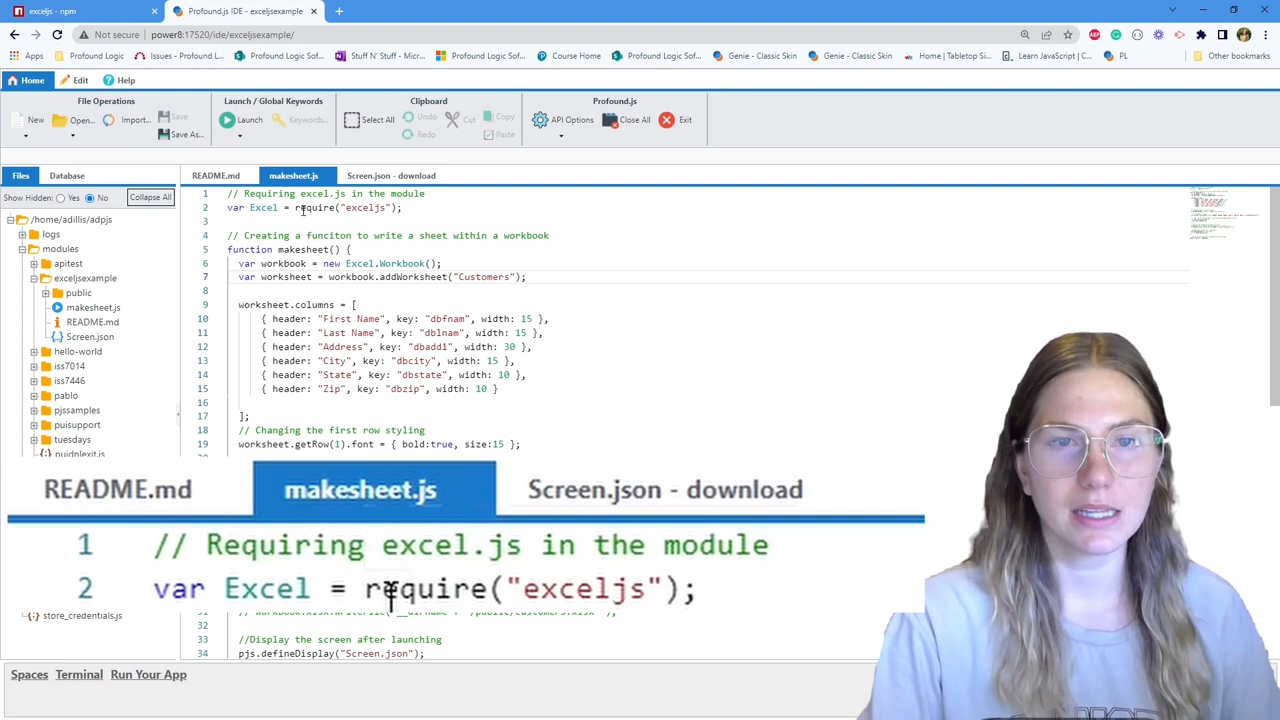 exceljs - npm
Profound.js IDE - exceljsexample
Not secure
power8:17520/ide/exceljsexample/
Apps
Profound Logic
Issues - Profound L...
Profound Logic Sof...
Stuff N' Stuff - Micr...
Profound Logic Sof...
Course Home
Profound Logic Sof...
Genie - Classic Skin
Genie - Classic Skin
Home | Tabletop Si...
Learn JavaScript | C...
PL
Other bookmarks
Home
Edit
Help
File Operations
Launch / Global Keywords
Clipboard
Profound.js
New
Open...
Import...
Save
Save As...
Launch
Keywords...
Select All
Undo
Redo
Cut
Copy
Paste
API Options
Close All
Exit
Files
Database
README.md
makesheet.js
Screen.json - download
Show Hidden:
Yes
No
Collapse All
/home/adillis/adpjs
logs
modules
apitest
exceljsexample
public
makesheet.js
README.md
Screen.json
hello-world
iss7014
iss7446
pablo
pjssamples
puisupport
tuesdays
puidnlexit.js
store_credentials.js
1 // Requiring excel.js in the module
2 var Excel = require("exceljs");
3
4 // Creating a funciton to write a sheet within a workbook
5 function makesheet() {
6 var workbook = new Excel.Workbook();
7 var worksheet = workbook.addWorksheet("Customers");
8
9 worksheet.columns = [
10 { header: "First Name", key: "dbfnam", width: 15 },
11 { header: "Last Name", key: "dblnam", width: 15 },
12 { header: "Address", key: "dbadd1", width: 30 },
13 { header: "City", key: "dbcity", width: 15 },
14 { header: "State", key: "dbstate", width: 10 },
15 { header: "Zip", key: "dbzip", width: 10 }
16
17 ];
18 // Changing the first row styling
19 worksheet.getRow(1).font = { bold:true, size:15 };
README.md
makesheet.js
Screen.json - download
1 // Requiring excel.js in the module
2 var Excel = require("exceljs");
32
33 //Display the screen after launching
34 pjs.defineDisplay("Screen.json");
Spaces
Terminal
Run Your App